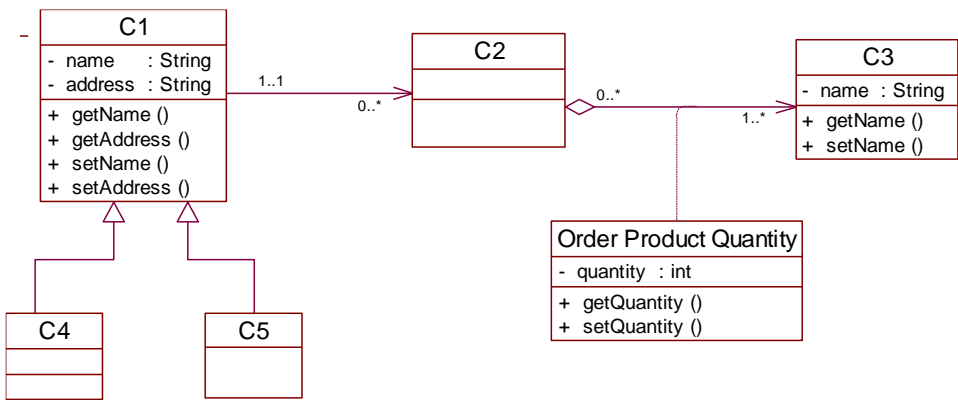 C1
- name : String
- address : String
+ getName ()
+ getAddress ()
+ setName ()
+ setAddress ()
1..1
0..*
C2
0..*
1..*
C3
- name : String
+ getName ()
+ setName ()
Order Product Quantity
- quantity : int
+ getQuantity ()
+ setQuantity ()
C4
C5